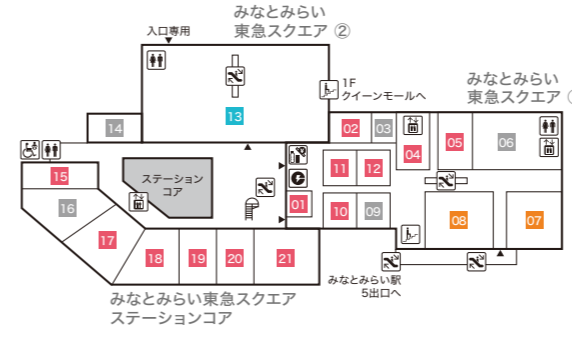 みなとみらい
東急スクエア ②
入口専用
1F
クイーンモールへ
みなとみらい
東急スクエア
13
14
02
03
04
05
06
11
12
15
ステーション
コア
16
01
10
09
08
07
17
18
19
20
21
みなとみらい駅
5出口へ
みなとみらい東急スクエア
ステーションコア